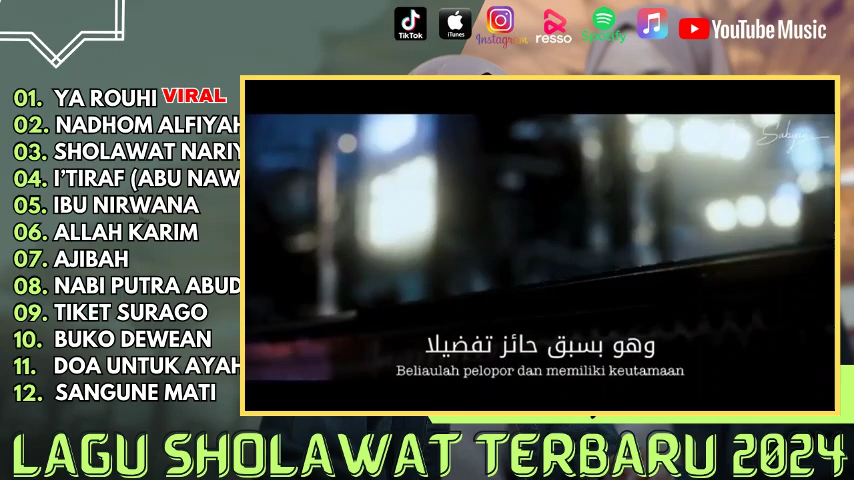 TikTok
iTunes
Instagram
resso
Spotify
YouTube Music
01. YA ROUHI VIRAL
02. NADHOM ALFIYAH
03. SHOLAWAT NARIY
04. I'TIRAF (ABU NAW
05. IBU NIRWANA
06. ALLAH KARIM
07. AJIBAH
08. NABI PUTRA ABUD
09. TIKET SURAGO
10. BUKO DEWEAN
11. DOA UNTUK AYAH
12. SANGUNE MATI
Sabyan
وهو بسبق حائز تفضيلا
Beliaulah pelopor dan memiliki keutamaan
LAGU SHOLAWAT TERBARU 2024